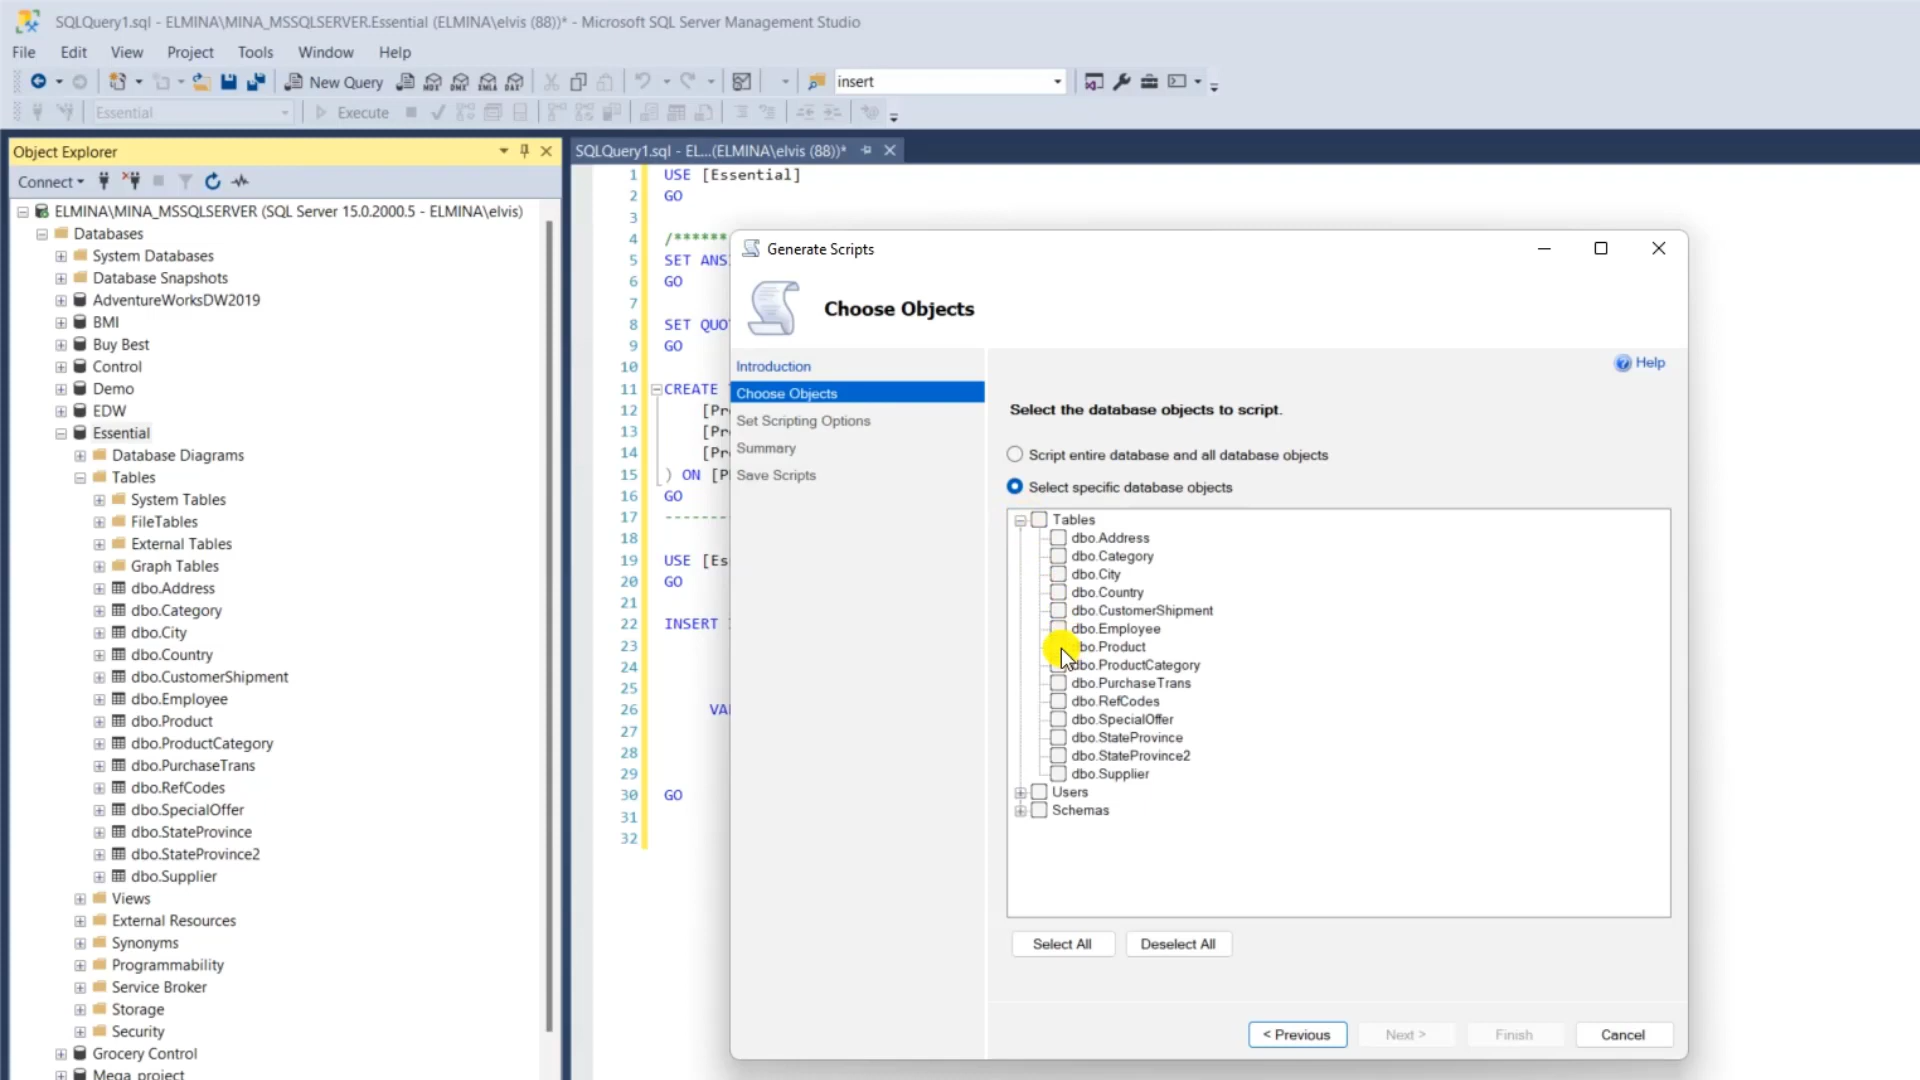 SQLQuery1.sql - ELMINA\MINA_MSSQLSERVER.Essential (ELMINA\elvis (88))* - Microsoft SQL Server Management Studio
File Edit View Project Tools Window Help
New Query MDX DMX XMLA DAX insert
Essential Execute
Object Explorer
Connect
ELMINA\MINA_MSSQLSERVER (SQL Server 15.0.2000.5 - ELMINA\elvis)
Databases
System Databases
Database Snapshots
AdventureWorksDW2019
BMI
Buy Best
Control
Demo
EDW
Essential
Database Diagrams
Tables
System Tables
FileTables
External Tables
Graph Tables
dbo.Address
dbo.Category
dbo.City
dbo.Country
dbo.CustomerShipment
dbo.Employee
dbo.Product
dbo.ProductCategory
dbo.PurchaseTrans
dbo.RefCodes
dbo.SpecialOffer
dbo.StateProvince
dbo.StateProvince2
dbo.Supplier
Views
External Resources
Synonyms
Programmability
Service Broker
Storage
Security
Grocery Control
Mega_project
SQLQuery1.sql - EL...(ELMINA\elvis (88))*
1 USE [Essential]
2 GO
3
4 /******
5 SET ANS
6 GO
7
8 SET QUO
9 GO
10
11 CREATE
12 [Pr
13 [Pr
14 [Pr
15 ) ON [P
16 GO
17 -------
18
19 USE [Es
20 GO
21
22 INSERT
23
24
25
26 VA
27
28
29
30 GO
31
32
Generate Scripts
Choose Objects
Introduction
Choose Objects
Set Scripting Options
Summary
Save Scripts
Help
Select the database objects to script.
Script entire database and all database objects
Select specific database objects
Tables
dbo.Address
dbo.Category
dbo.City
dbo.Country
dbo.CustomerShipment
dbo.Employee
dbo.Product
dbo.ProductCategory
dbo.PurchaseTrans
dbo.RefCodes
dbo.SpecialOffer
dbo.StateProvince
dbo.StateProvince2
dbo.Supplier
Users
Schemas
Select All Deselect All
< Previous Next > Finish Cancel